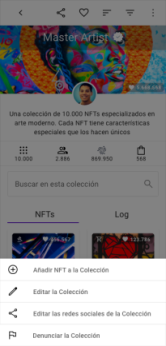 Master Artist
Una colección de 10.000 NFTs especializados en
arte moderno. Cada NFT tiene características
especiales que los hacen únicos
10.000
2.886
869.950
568
Buscar en esta colección
NFTs
Log
Añadir NFT a la Colección
Editar la Colección
Editar las redes sociales de la Colección
Denunciar la Colección